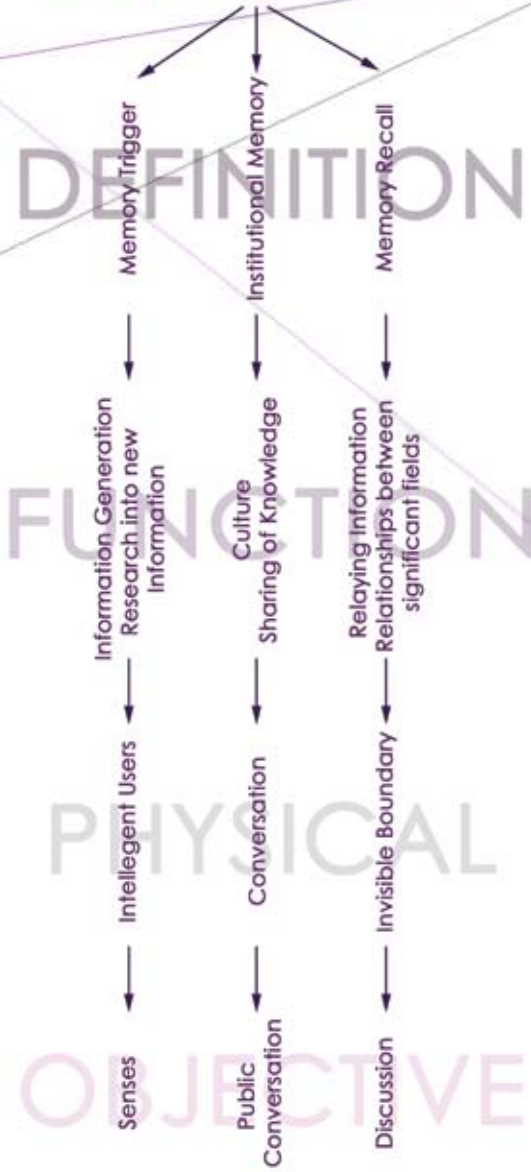 DEFINITION
Memory Trigger
Institutional Memory
Memory Recall
FUNCTION
Information Generation
Research into new
Information
Culture
Sharing of Knowledge
Relaying Information
Relationships between
significant fields
PHYSICAL
Intellegent Users
Conversation
Invisible Boundary
OBJECTIVE
Senses
Public
Conversation
Discussion